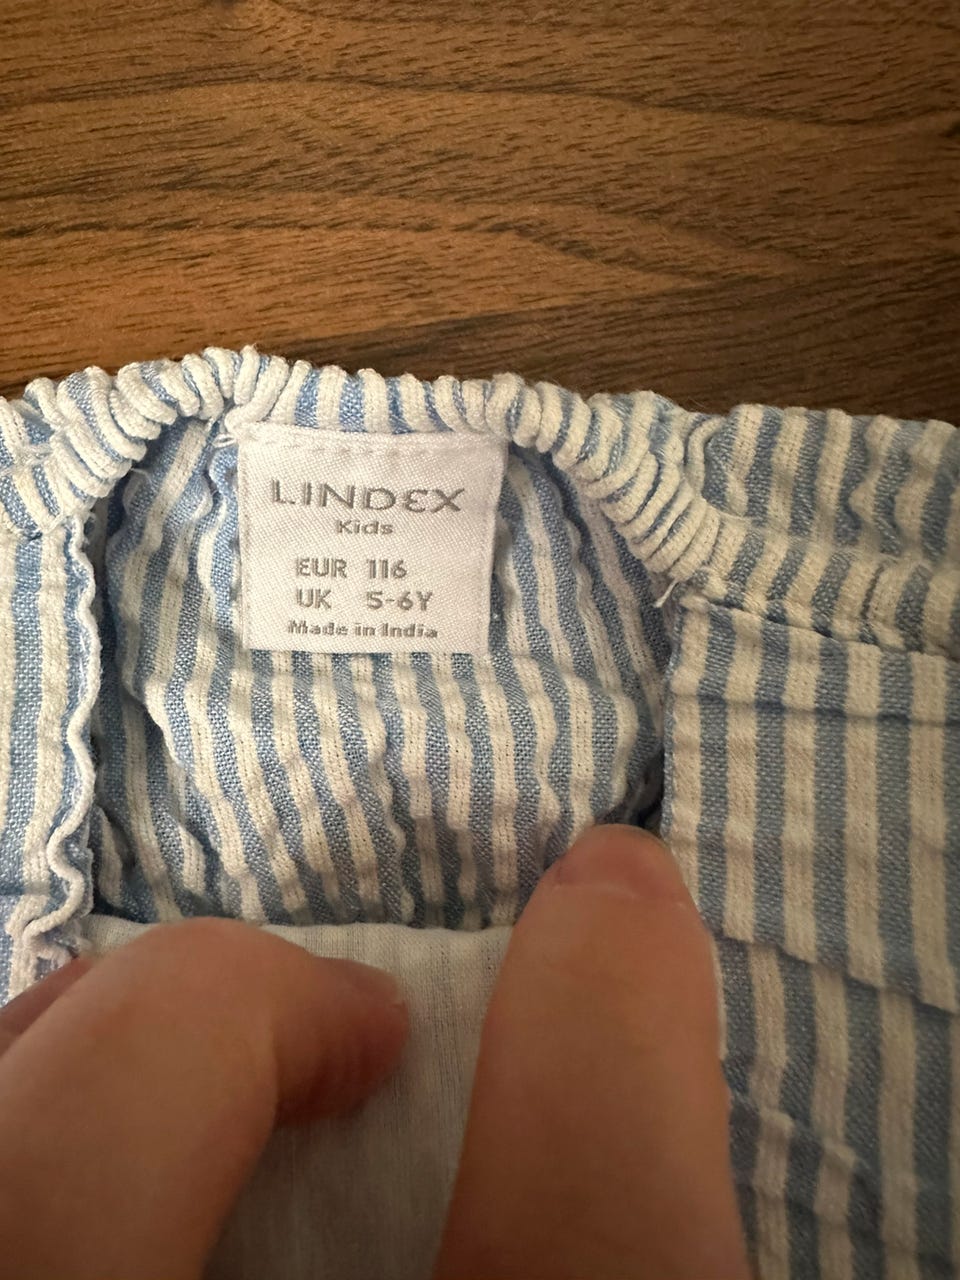 LINDEX
Kids
EUR 116
UK 5-6Y
Made in India